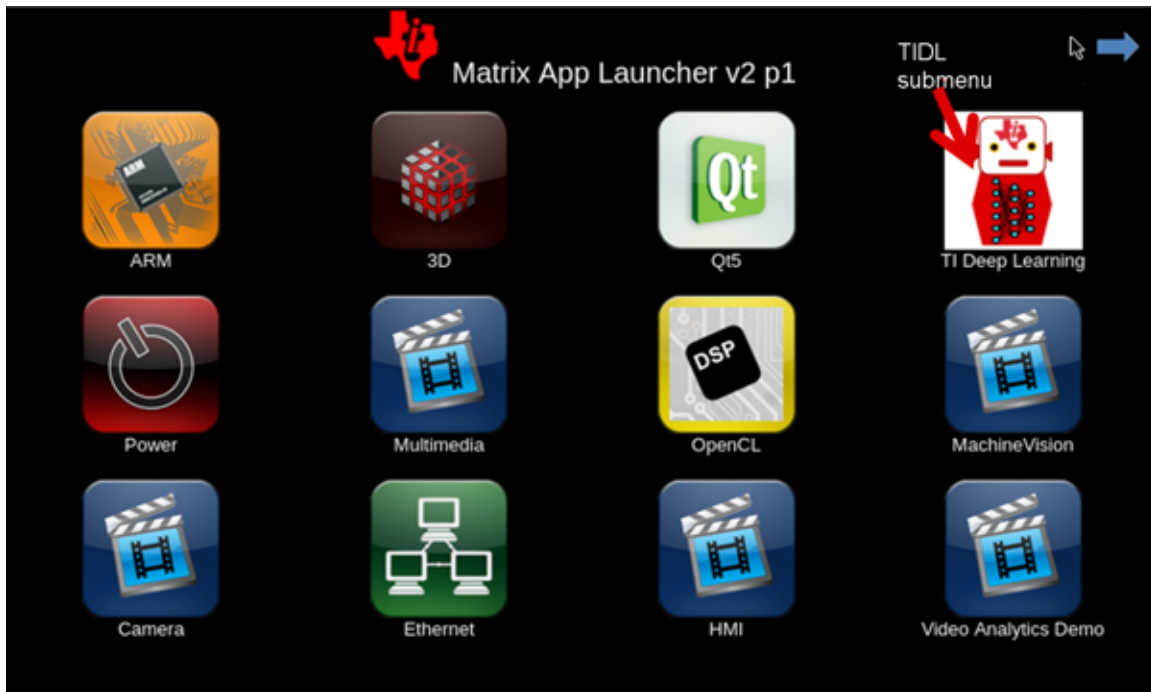 Matrix App Launcher v2 p1
TIDL
submenu
ARM
3D
Qt
Qt5
TI Deep Learning
ARM
Power
Multimedia
DSP
OpenCL
MachineVision
Camera
Ethernet
HMI
Video Analytics Demo